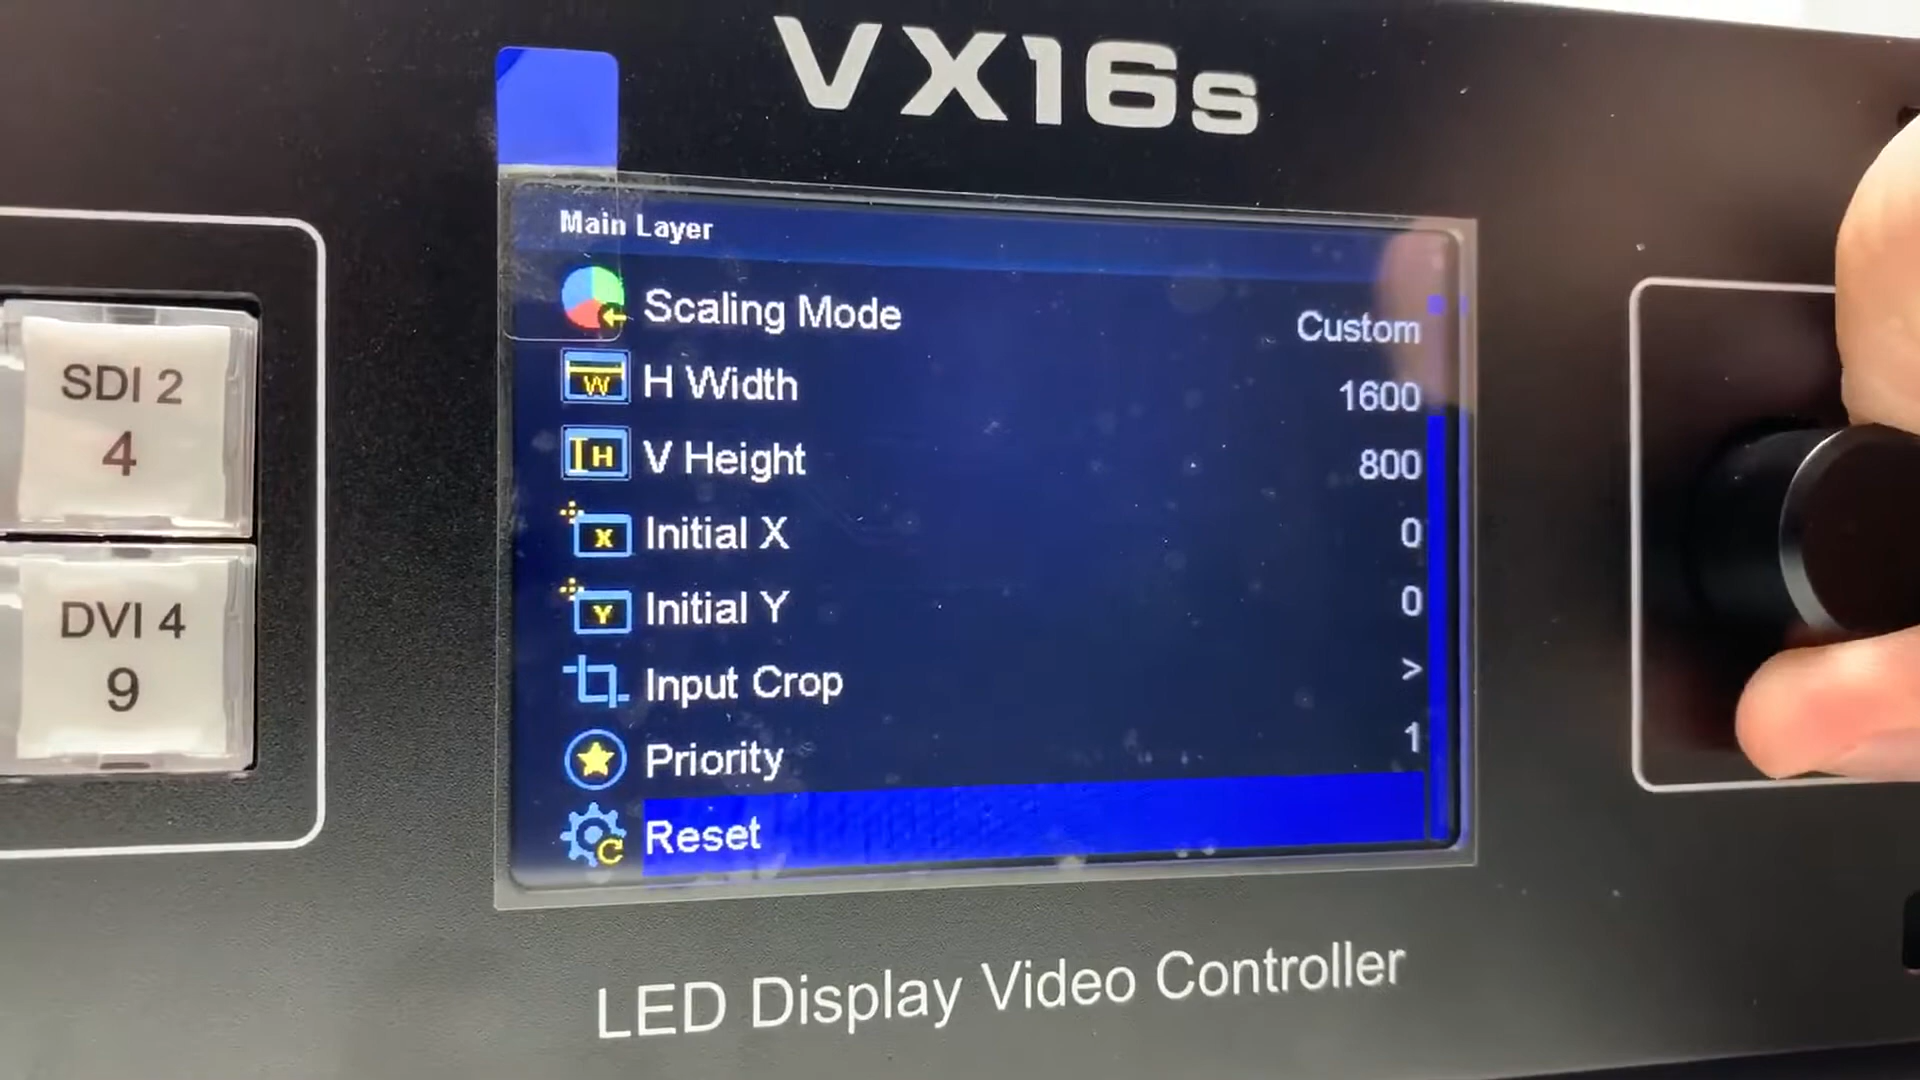 VX16s
SDI 2
4
DVI 4
9
Main Layer
Scaling Mode Custom
W H Width 1600
H V Height 800
X Initial X 0
Y Initial Y 0
Input Crop >
Priority 1
Reset
LED Display Video Controller